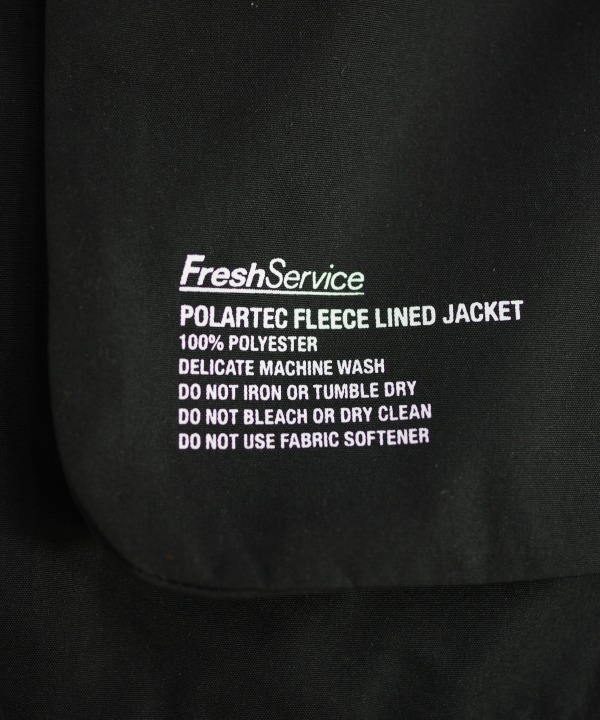 FreshService
POLARTEC FLEECE LINED JACKET
100% POLYESTER
DELICATE MACHINE WASH
DO NOT IRON OR TUMBLE DRY
DO NOT BLEACH OR DRY CLEAN
DO NOT USE FABRIC SOFTENER